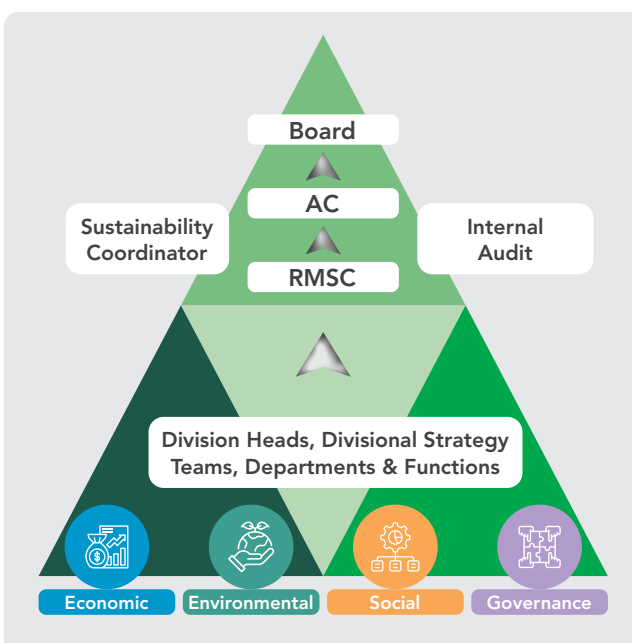 Board
AC
Sustainability
Coordinator
Internal
Audit
RMSC
Division Heads, Divisional Strategy
Teams, Departments & Functions
$
Economic
Environmental
Social
Governance